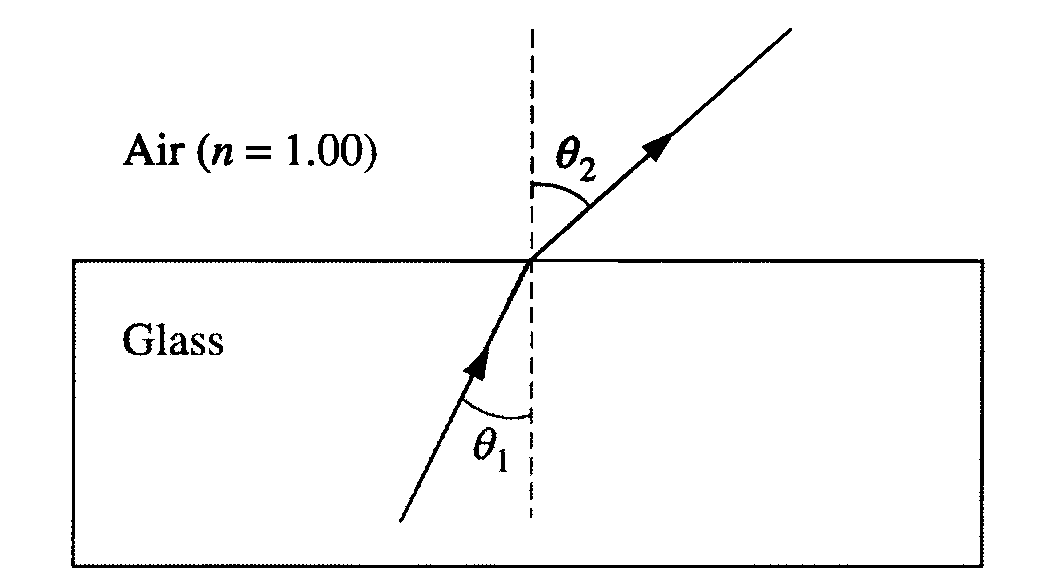 Air (n = 1.00)
θ₂
Glass
θ₁